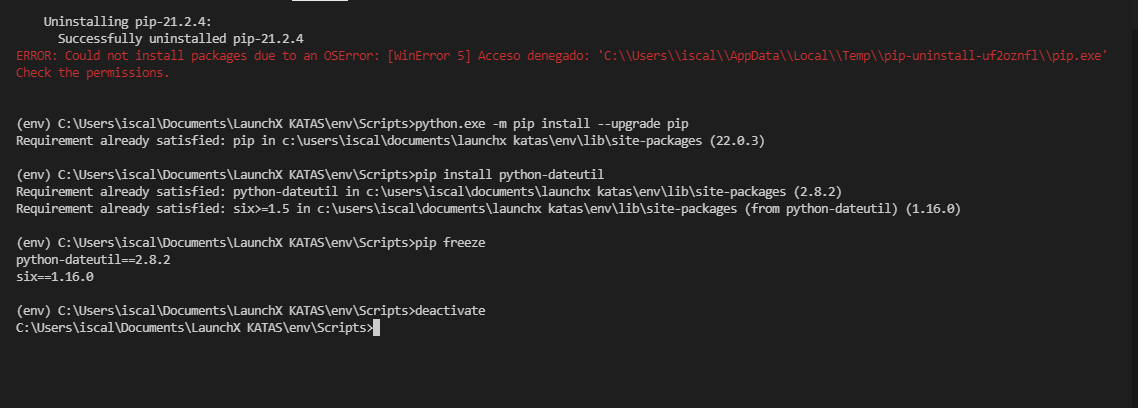 Uninstalling pip-21.2.4:
Successfully uninstalled pip-21.2.4
ERROR: Could not install packages due to an OSError: [WinError 5] Acceso denegado: 'C:\\Users\\iscal\\AppData\\Local\\Temp\\pip-uninstall-uf2oznfl\\pip.exe'
Check the permissions.
(env) C:\Users\iscal\Documents\LaunchX KATAS\env\Scripts>python.exe -m pip install --upgrade pip
Requirement already satisfied: pip in c:\users\iscal\documents\launchx katas\env\lib\site-packages (22.0.3)
(env) C:\Users\iscal\Documents\LaunchX KATAS\env\Scripts>pip install python-dateutil
Requirement already satisfied: python-dateutil in c:\users\iscal\documents\launchx katas\env\lib\site-packages (2.8.2)
Requirement already satisfied: six>=1.5 in c:\users\iscal\documents\launchx katas\env\lib\site-packages (from python-dateutil) (1.16.0)
(env) C:\Users\iscal\Documents\LaunchX KATAS\env\Scripts>pip freeze
python-dateutil==2.8.2
six==1.16.0
(env) C:\Users\iscal\Documents\LaunchX KATAS\env\Scripts>deactivate
C:\Users\iscal\Documents\LaunchX KATAS\env\Scripts>